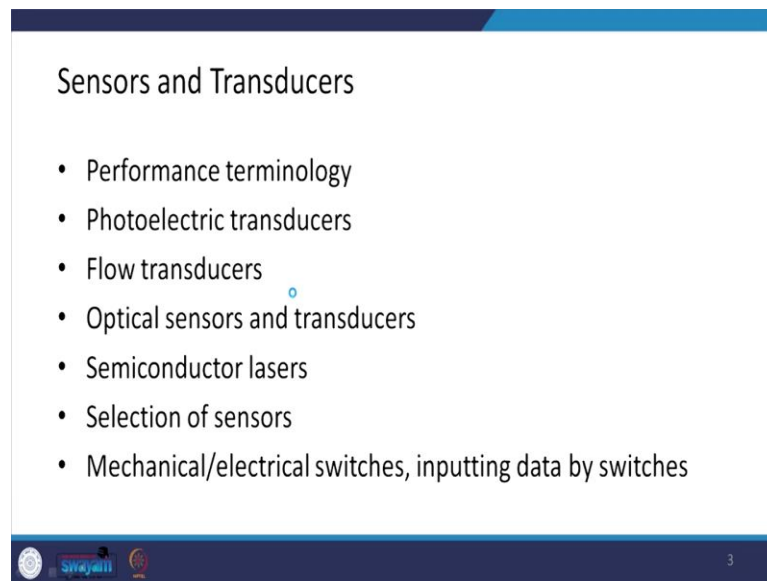 Sensors and Transducers
• Performance terminology
• Photoelectric transducers
• Flow transducers
• Optical sensors and transducers
• Semiconductor lasers
• Selection of sensors
• Mechanical/electrical switches, inputting data by switches
swayam
3